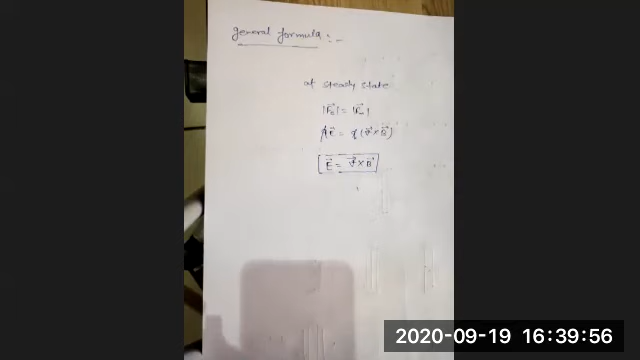 general formula :-
at steady state
|F⃗E| = |F⃗m|
qE⃗ = q (v⃗ × B⃗)
E⃗ = v⃗ × B⃗
2020-09-19 16:39:56